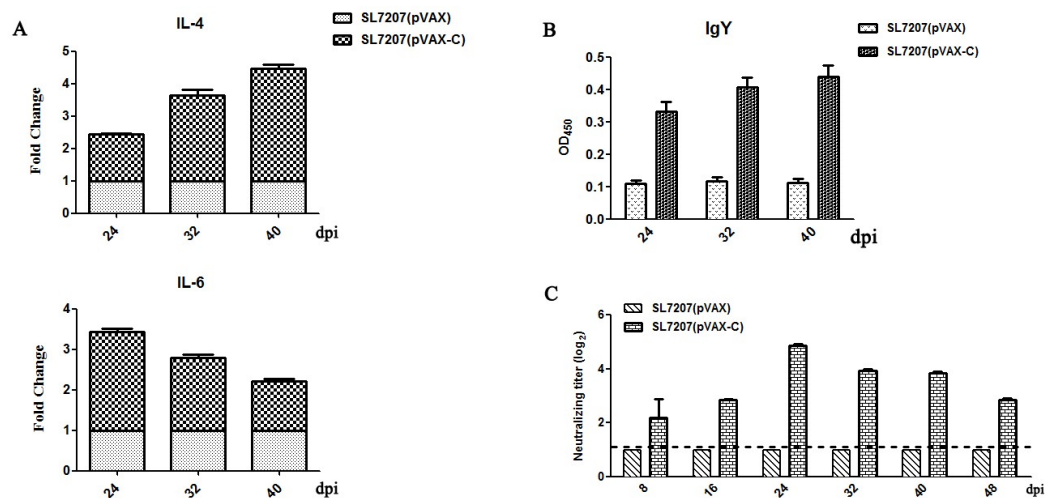 A
IL-4
SL7207(pVAX)
SL7207(pVAX-C)
Fold Change
5
4
3
2
1
0
24
32
40
dpi
IL-6
Fold Change
4
3
2
1
0
24
32
40
dpi
B
IgY
SL7207(pVAX)
SL7207(pVAX-C)
OD450
0.5
0.4
0.3
0.2
0.1
0.0
24
32
40
dpi
C
SL7207(pVAX)
SL7207(pVAX-C)
Neutralizing titer (log2)
6
4
2
0
8
16
24
32
40
48
dpi